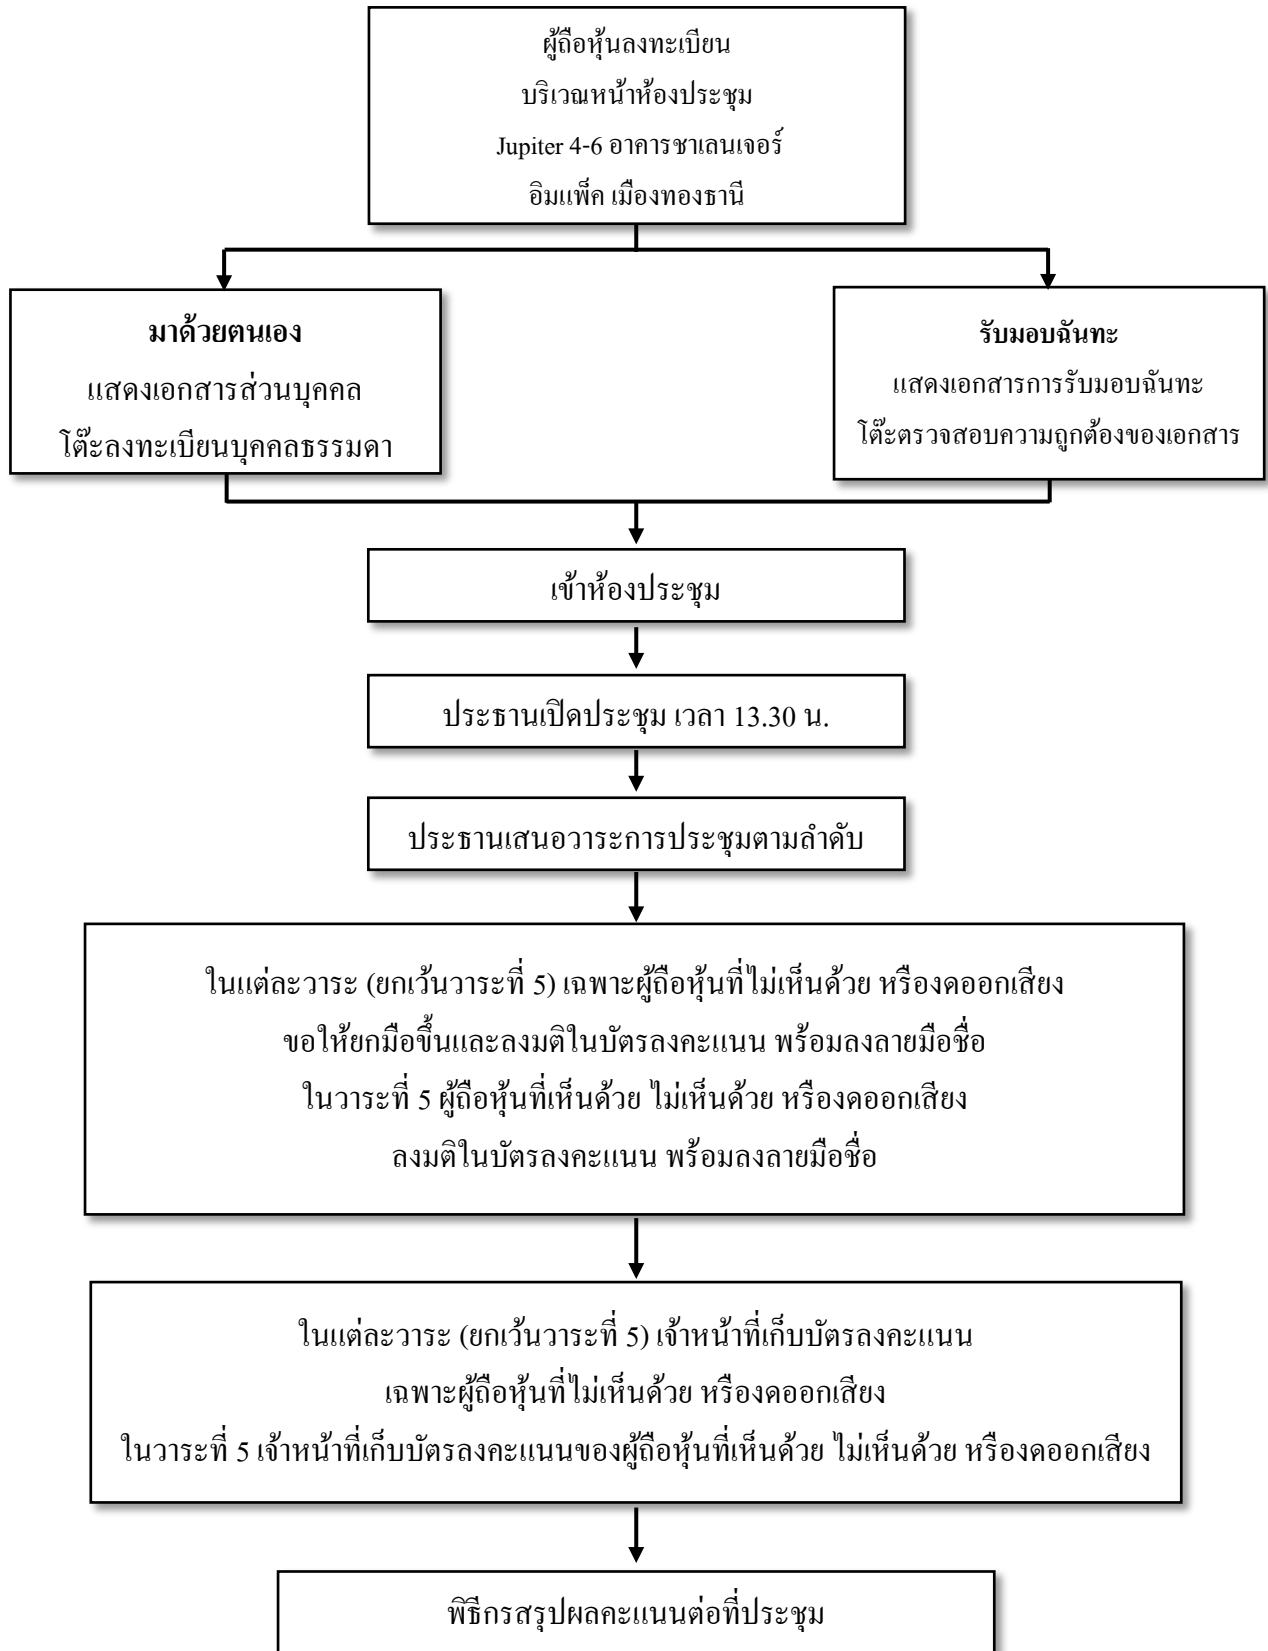 ผู้ถือหุ้นลงทะเบียน
บริเวณหน้าห้องประชุม
Jupiter 4-6 อาคารชาเลนเจอร์
อิมแพ็ค เมืองทองธานี
มาด้วยตนเอง
แสดงเอกสารส่วนบุคคล
โต๊ะลงทะเบียนบุคคลธรรมดา
รับมอบฉันทะ
แสดงเอกสารการรับมอบฉันทะ
โต๊ะตรวจสอบความถูกต้องของเอกสาร
เข้าห้องประชุม
ประธานเปิดประชุม เวลา 13.30 น.
ประธานเสนอวาระการประชุมตามลำดับ
ในแต่ละวาระ (ยกเว้นวาระที่ 5) เฉพาะผู้ถือหุ้นที่ไม่เห็นด้วย หรืองดออกเสียง
ขอให้ยกมือขึ้นและลงมติในบัตรลงคะแนน พร้อมลงลายมือชื่อ
ในวาระที่ 5 ผู้ถือหุ้นที่เห็นด้วย ไม่เห็นด้วย หรืองดออกเสียง
ลงมติในบัตรลงคะแนน พร้อมลงลายมือชื่อ
ในแต่ละวาระ (ยกเว้นวาระที่ 5) เจ้าหน้าที่เก็บบัตรลงคะแนน
เฉพาะผู้ถือหุ้นที่ไม่เห็นด้วย หรืองดออกเสียง
ในวาระที่ 5 เจ้าหน้าที่เก็บบัตรลงคะแนนของผู้ถือหุ้นที่เห็นด้วย ไม่เห็นด้วย หรืองดออกเสียง
พิธีกรสรุปผลคะแนนต่อที่ประชุม